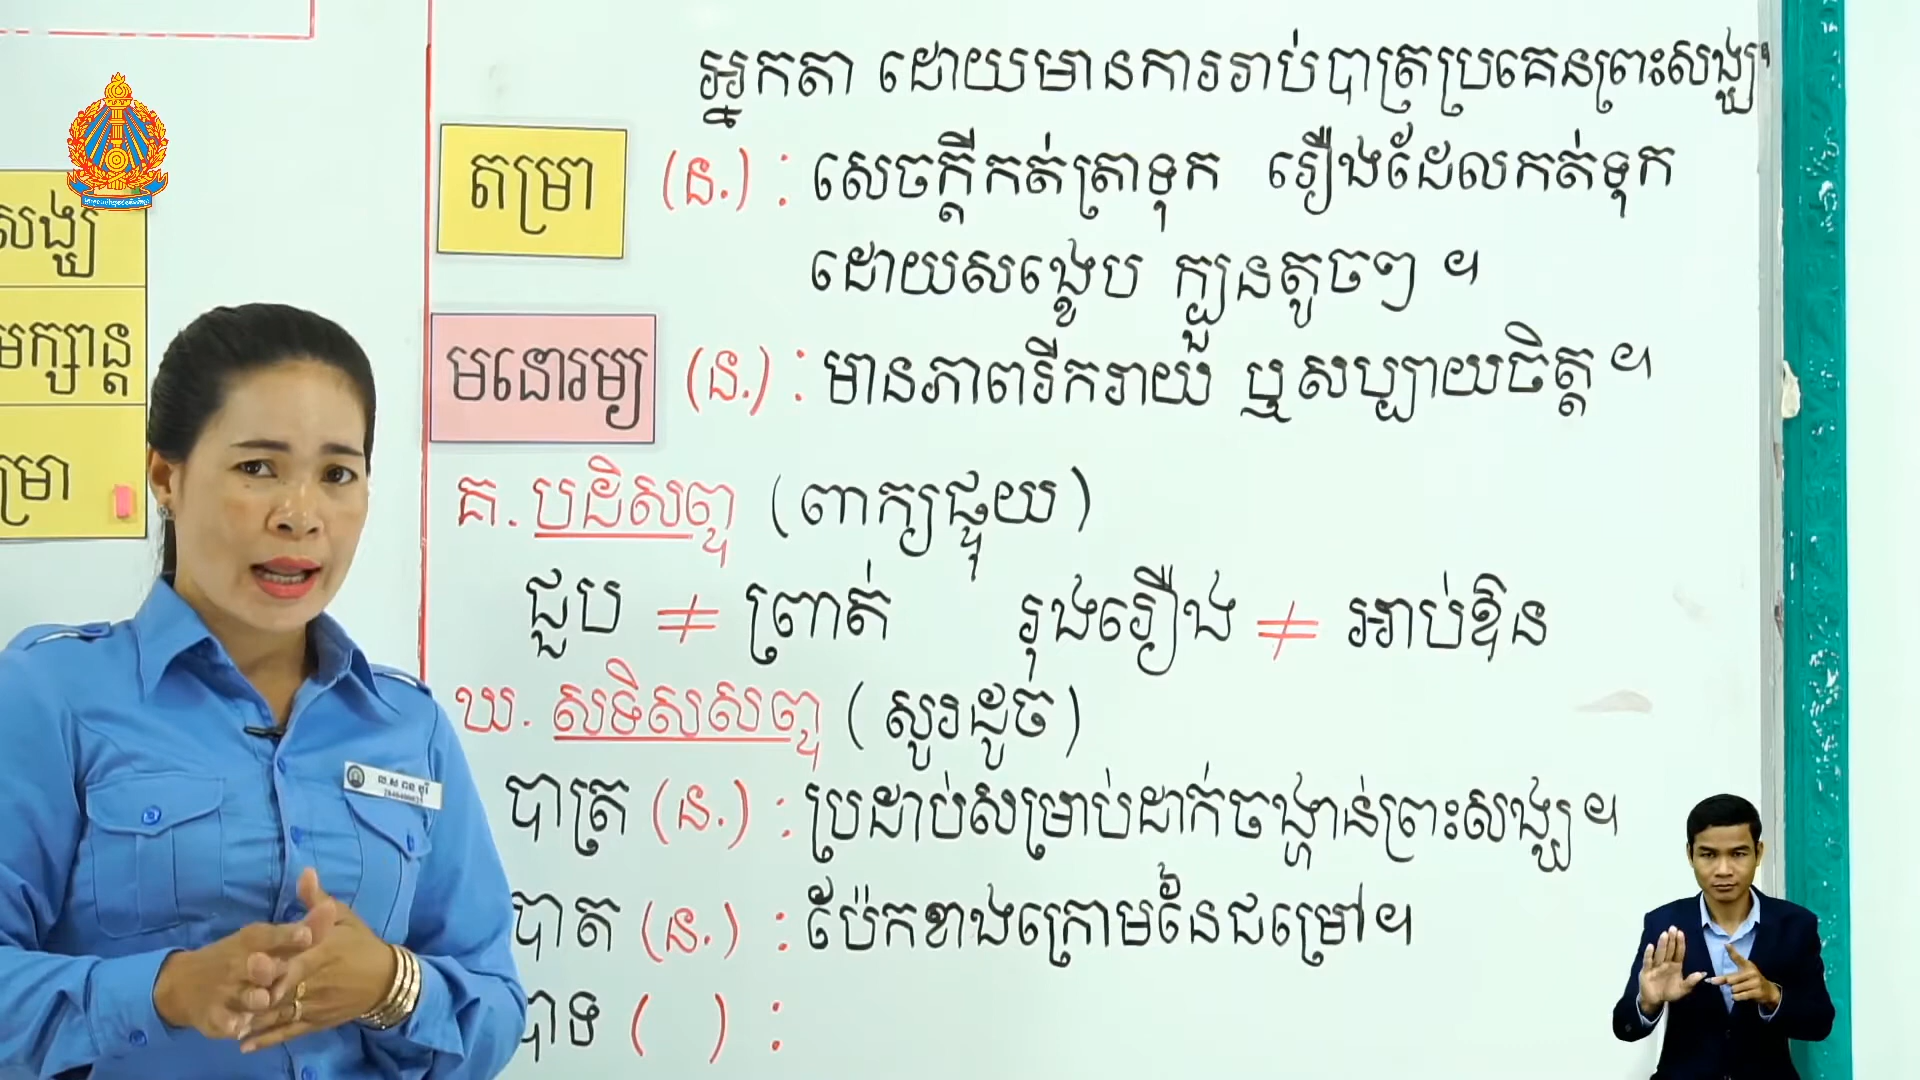 អ្នកតា ដោយមានការរាប់បាត្រប្រគេនព្រះសង្ឃ។
តម្រា (ន.) : សេចក្ដីកត់ត្រាទុក រឿងដែលកត់ទុក
ដោយសង្ខេប ក្បួនតូចៗ ។
មនោរម្យ (ន.) : មានភាពរីករាយ ឬសប្បាយចិត្ត ។
គ. បដិសព្ទ (ពាក្យផ្ទុយ)
ជួប ≠ ព្រាត់ រុងរឿង ≠ អាប់ឱន
ឃ. សទិសសព្ទ (សូរដូច)
បាត្រ (ន.) : ប្រដាប់សម្រាប់ដាក់ចង្ហាន់ព្រះសង្ឃ ។
បាត (ន.) : ប៉ែកខាងក្រោមនៃជម្រៅ ។
បាទ ( ) :
សង្ឃ
មក្សាន្ត
ម្រា